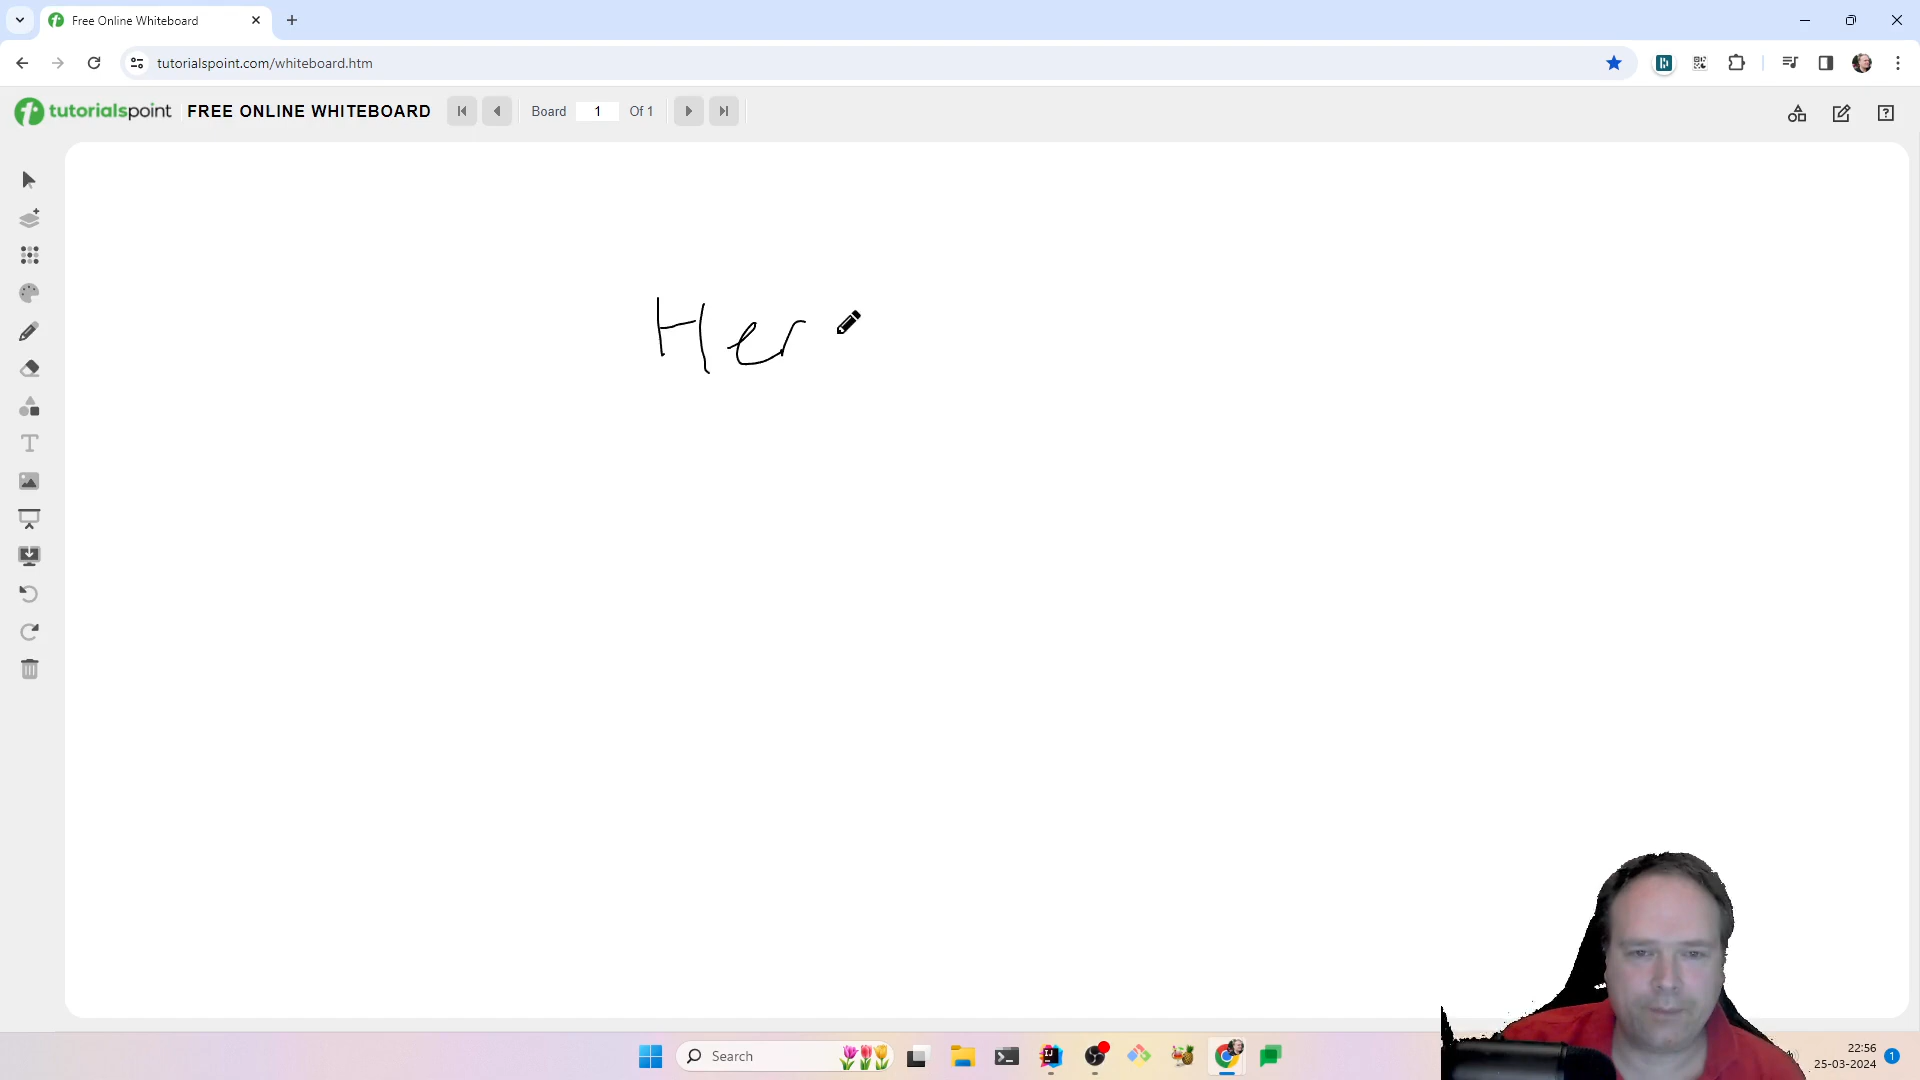 Free Online Whiteboard
tutorialspoint.com/whiteboard.htm
tutorialspoint FREE ONLINE WHITEBOARD Board 1 Of 1
Her
Search
22:56
25-03-2024 1